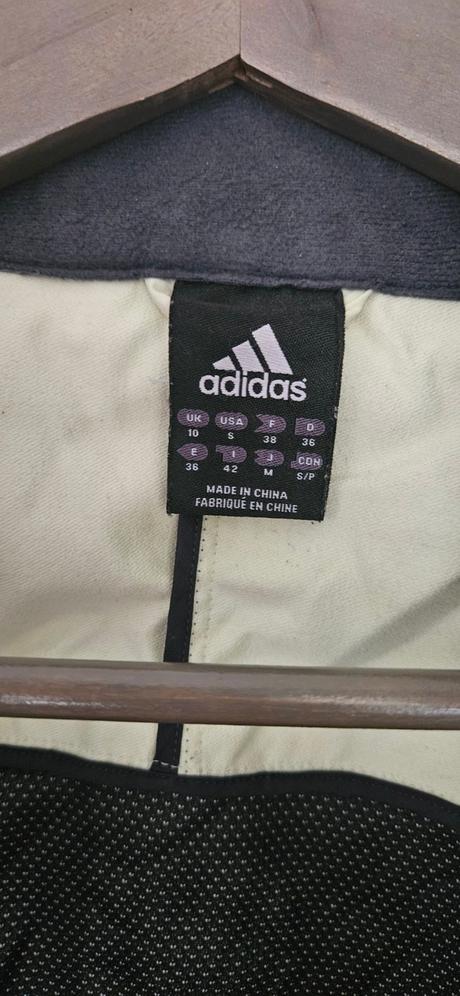 adidas
UK USA F D
10 S 38 36
E I J CDN
36 42 M S/P
MADE IN CHINA
FABRIQUÉ EN CHINE